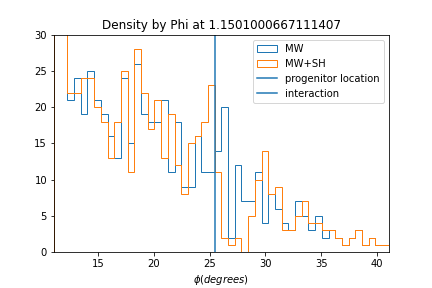 Density by Phi at 1.1501000667111407
MW
MW+SH
progenitor location
interaction
30
25
20
15
10
5
0
15 20 25 30 35 40
ϕ(degrees)